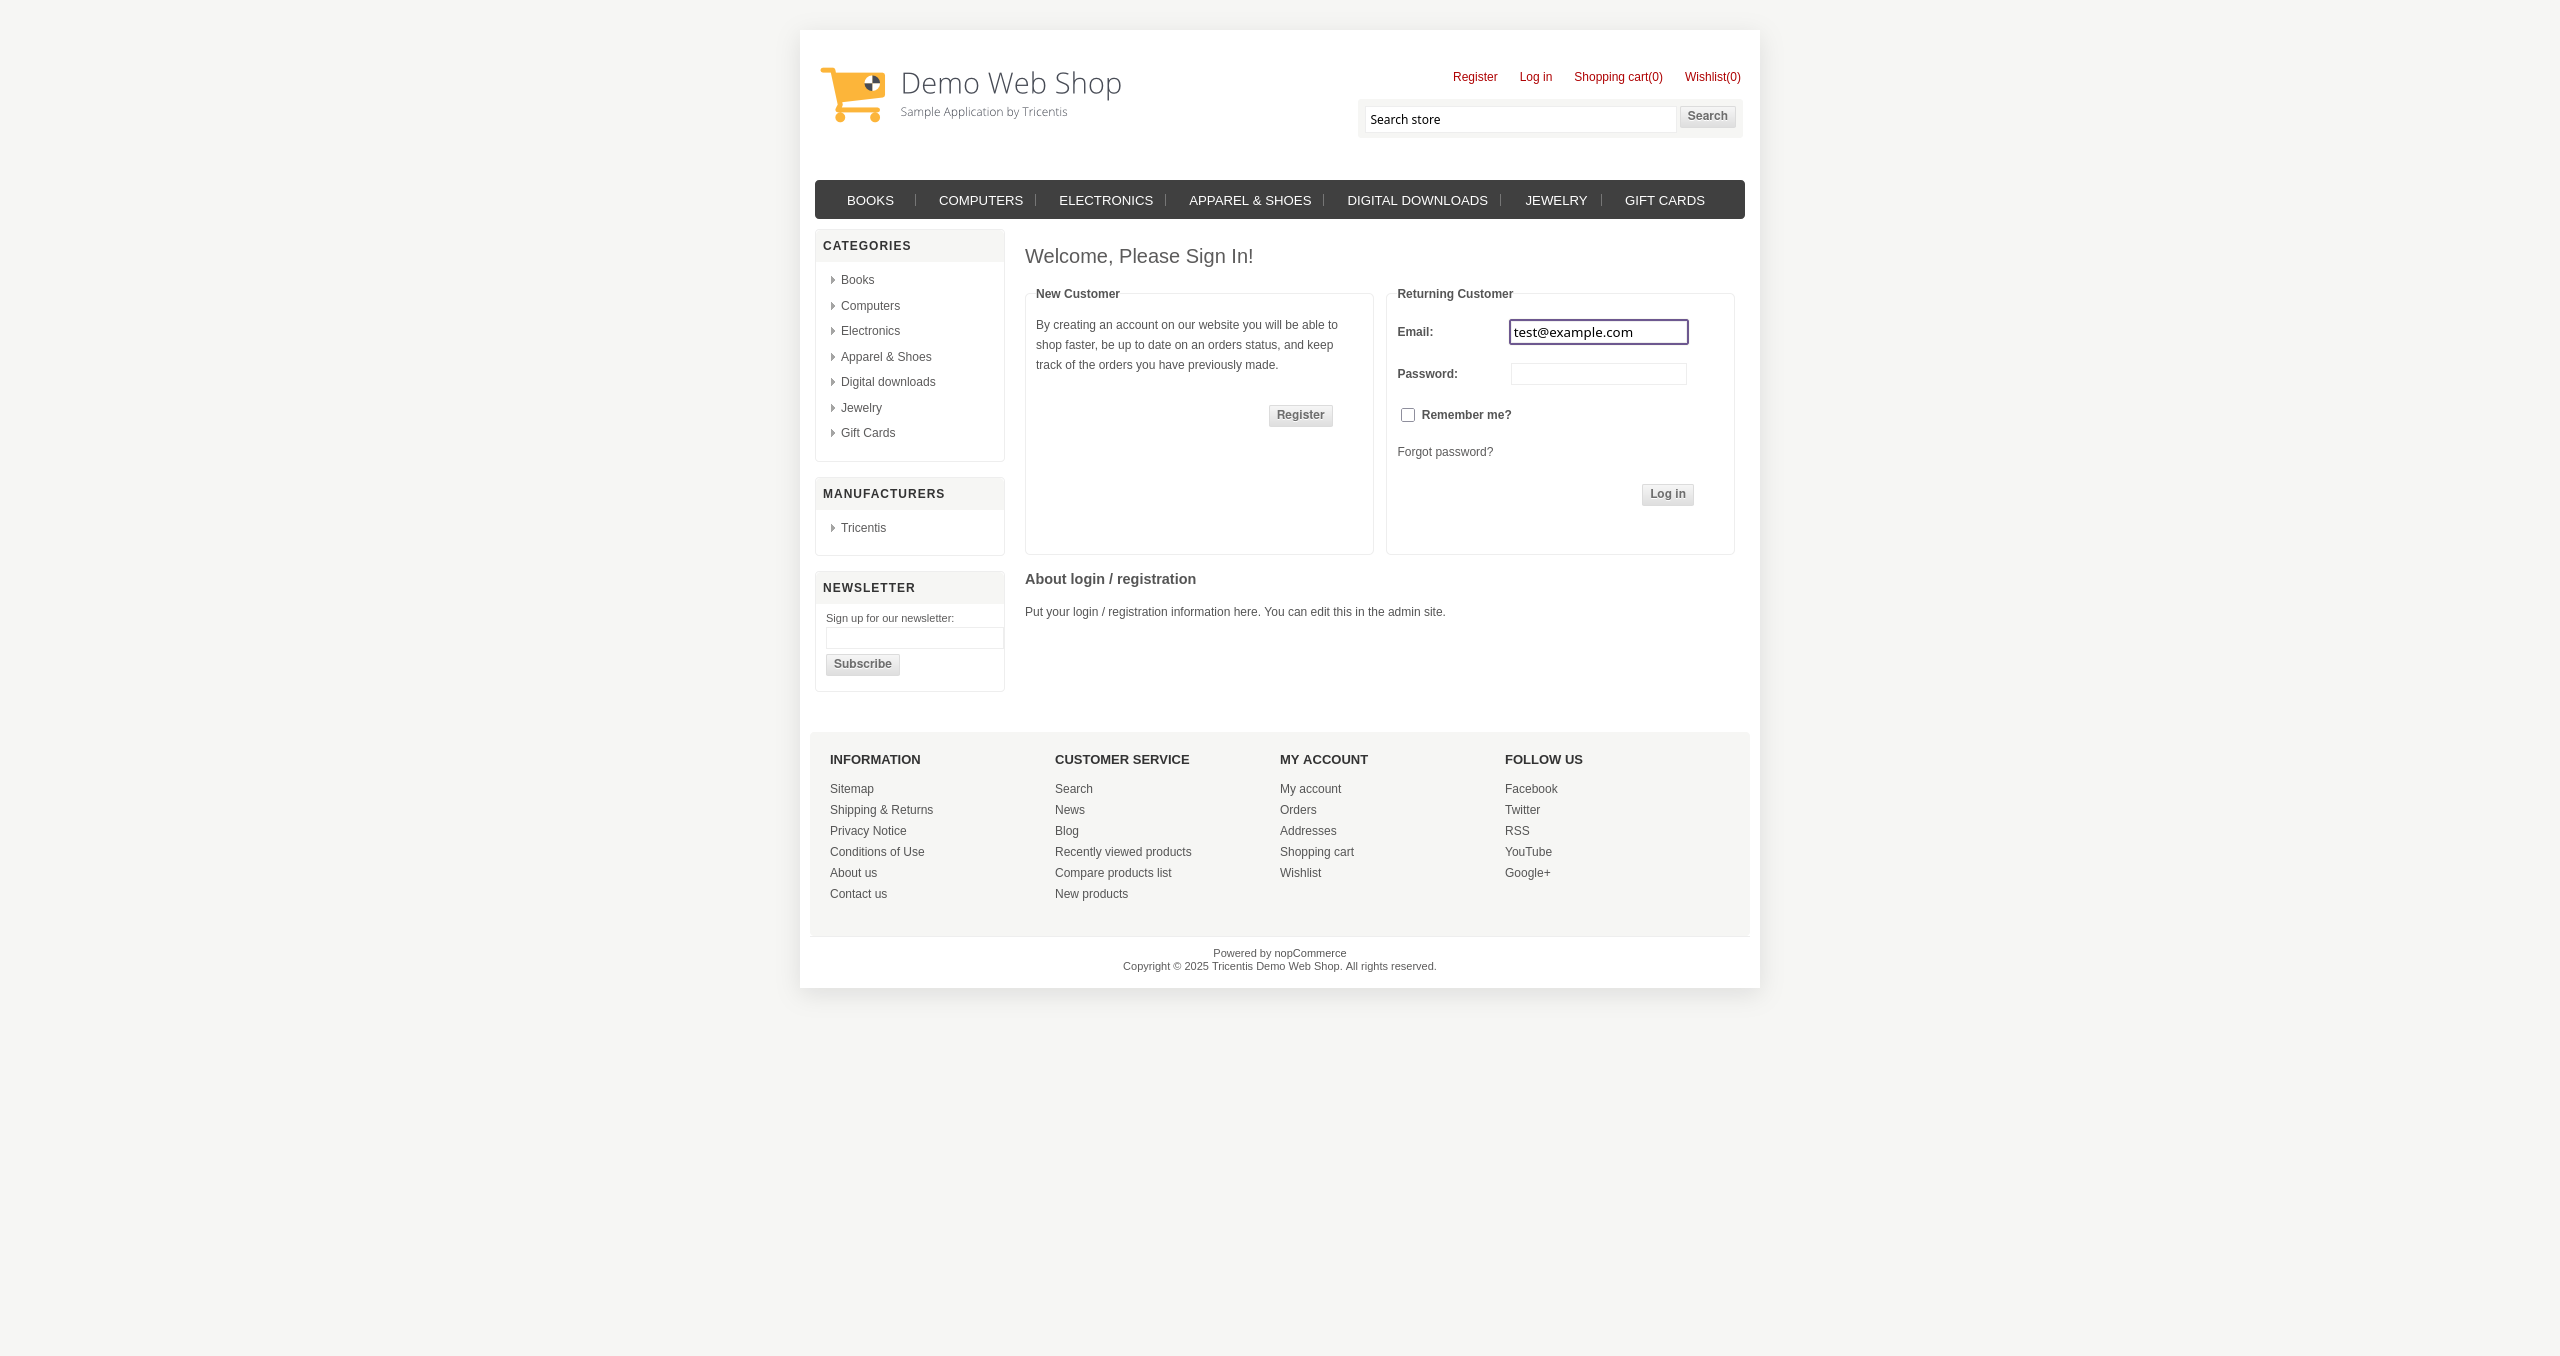 Demo Web Shop
Sample Application by Tricentis
Register Log in Shopping cart(0) Wishlist(0)
Search store Search
BOOKS COMPUTERS ELECTRONICS APPAREL & SHOES DIGITAL DOWNLOADS JEWELRY GIFT CARDS
CATEGORIES
Books
Computers
Electronics
Apparel & Shoes
Digital downloads
Jewelry
Gift Cards
MANUFACTURERS
Tricentis
NEWSLETTER
Sign up for our newsletter:
Subscribe
Welcome, Please Sign In!
New Customer
By creating an account on our website you will be able to
shop faster, be up to date on an orders status, and keep
track of the orders you have previously made.
Register
Returning Customer
Email: test@example.com
Password:
Remember me?
Forgot password?
Log in
About login / registration
Put your login / registration information here. You can edit this in the admin site.
INFORMATION
Sitemap
Shipping & Returns
Privacy Notice
Conditions of Use
About us
Contact us
CUSTOMER SERVICE
Search
News
Blog
Recently viewed products
Compare products list
New products
MY ACCOUNT
My account
Orders
Addresses
Shopping cart
Wishlist
FOLLOW US
Facebook
Twitter
RSS
YouTube
Google+
Powered by nopCommerce
Copyright © 2025 Tricentis Demo Web Shop. All rights reserved.